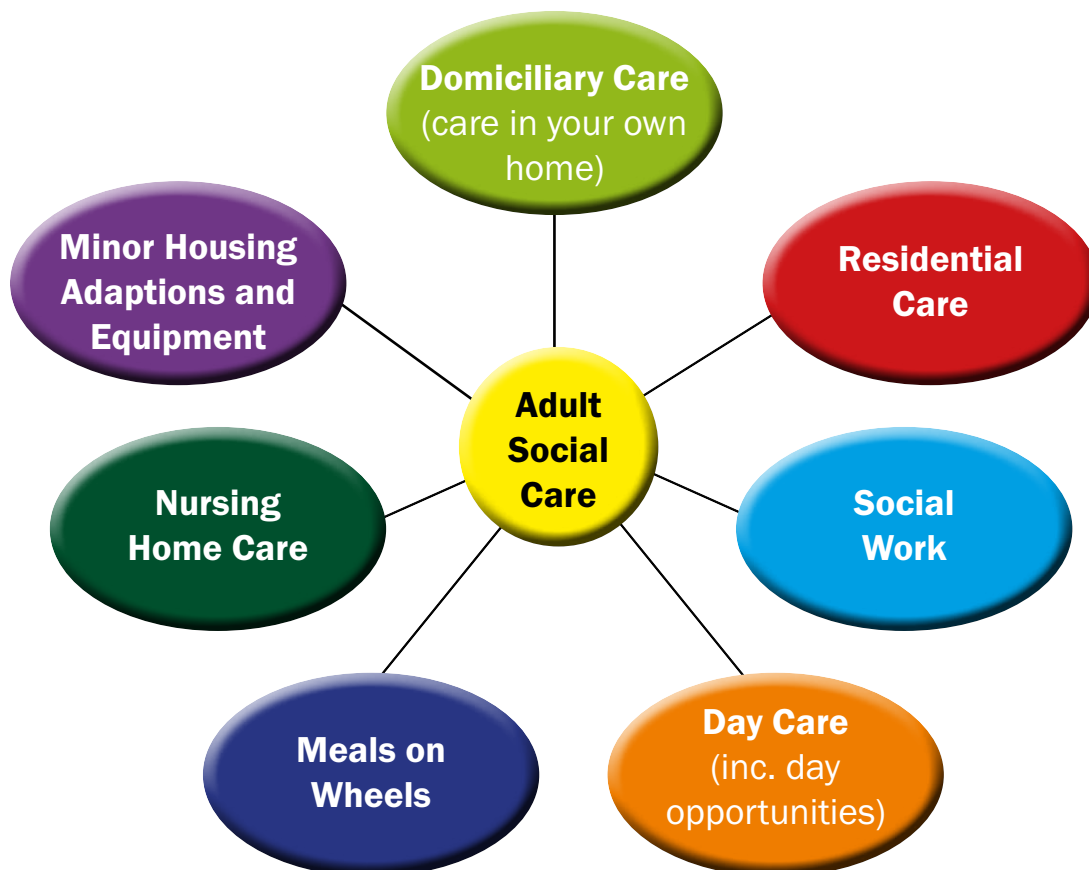 Domiciliary Care
(care in your own
home)
Minor Housing
Adaptions and
Equipment
Residential
Care
Adult
Social
Care
Nursing
Home Care
Social
Work
Meals on
Wheels
Day Care
(inc. day
opportunities)